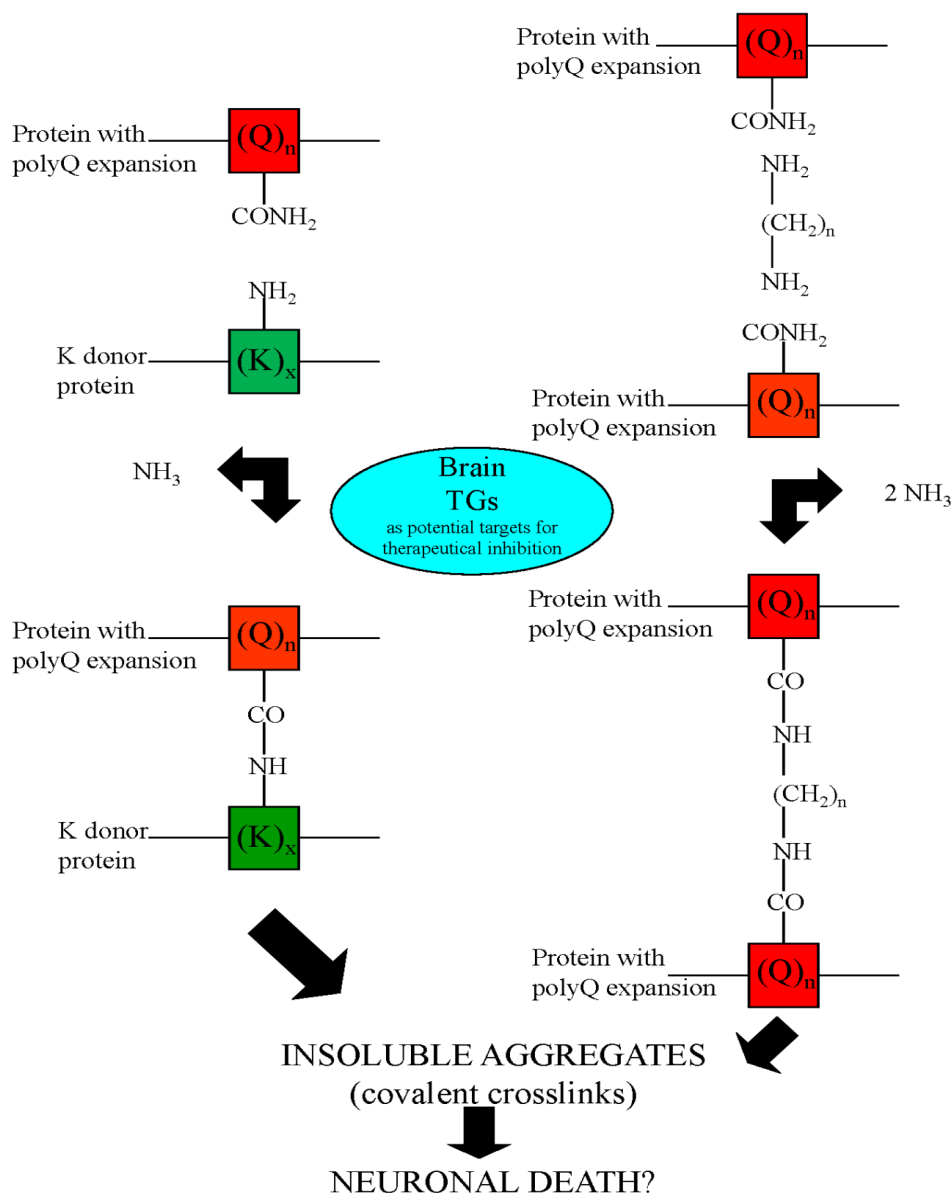 Protein with
polyQ expansion
(Q)n
CONH2
NH2
K donor
protein
(K)x
NH3
Protein with
polyQ expansion
(Q)n
CO
NH
K donor
protein
(K)x
Brain
TGs
as potential targets for
therapeutical inhibition
Protein with
polyQ expansion
(Q)n
CONH2
NH2
(CH2)n
NH2
CONH2
Protein with
polyQ expansion
(Q)n
2 NH3
Protein with
polyQ expansion
(Q)n
CO
NH
(CH2)n
NH
CO
Protein with
polyQ expansion
(Q)n
INSOLUBLE AGGREGATES
(covalent crosslinks)
NEURONAL DEATH?